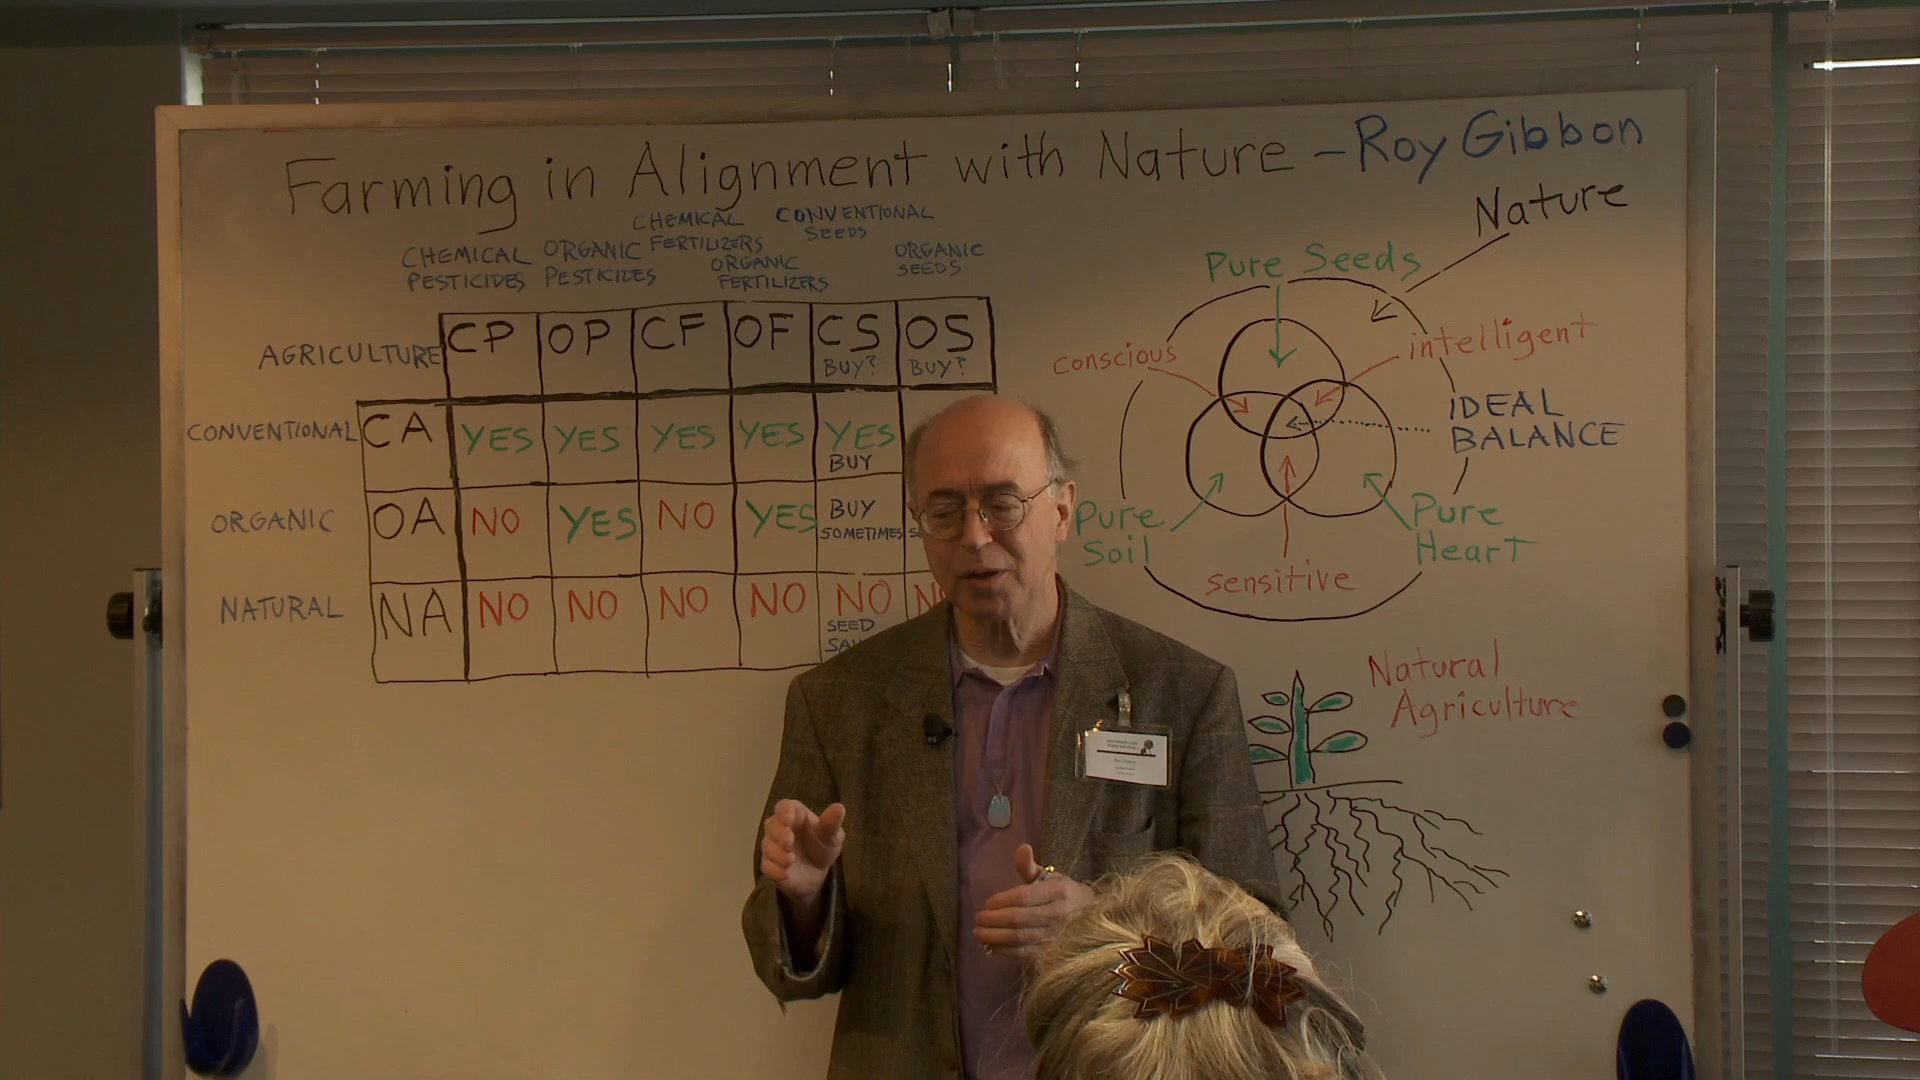 Farming in Alignment with Nature - Roy Gibbon
CHEMICAL PESTICIDES
ORGANIC PESTICIDES
CHEMICAL FERTILIZERS
ORGANIC FERTILIZERS
CONVENTIONAL SEEDS
ORGANIC SEEDS
AGRICULTURE CP OP CF OF CS OS
BUY? BUY?
CONVENTIONAL CA YES YES YES YES YES
BUY
ORGANIC OA NO YES NO YES BUY
SOMETIMES
NATURAL NA NO NO NO NO NO
SEED
Nature
Pure Seeds
conscious
intelligent
IDEAL
BALANCE
Pure
Soil
Pure
Heart
sensitive
Natural
Agriculture